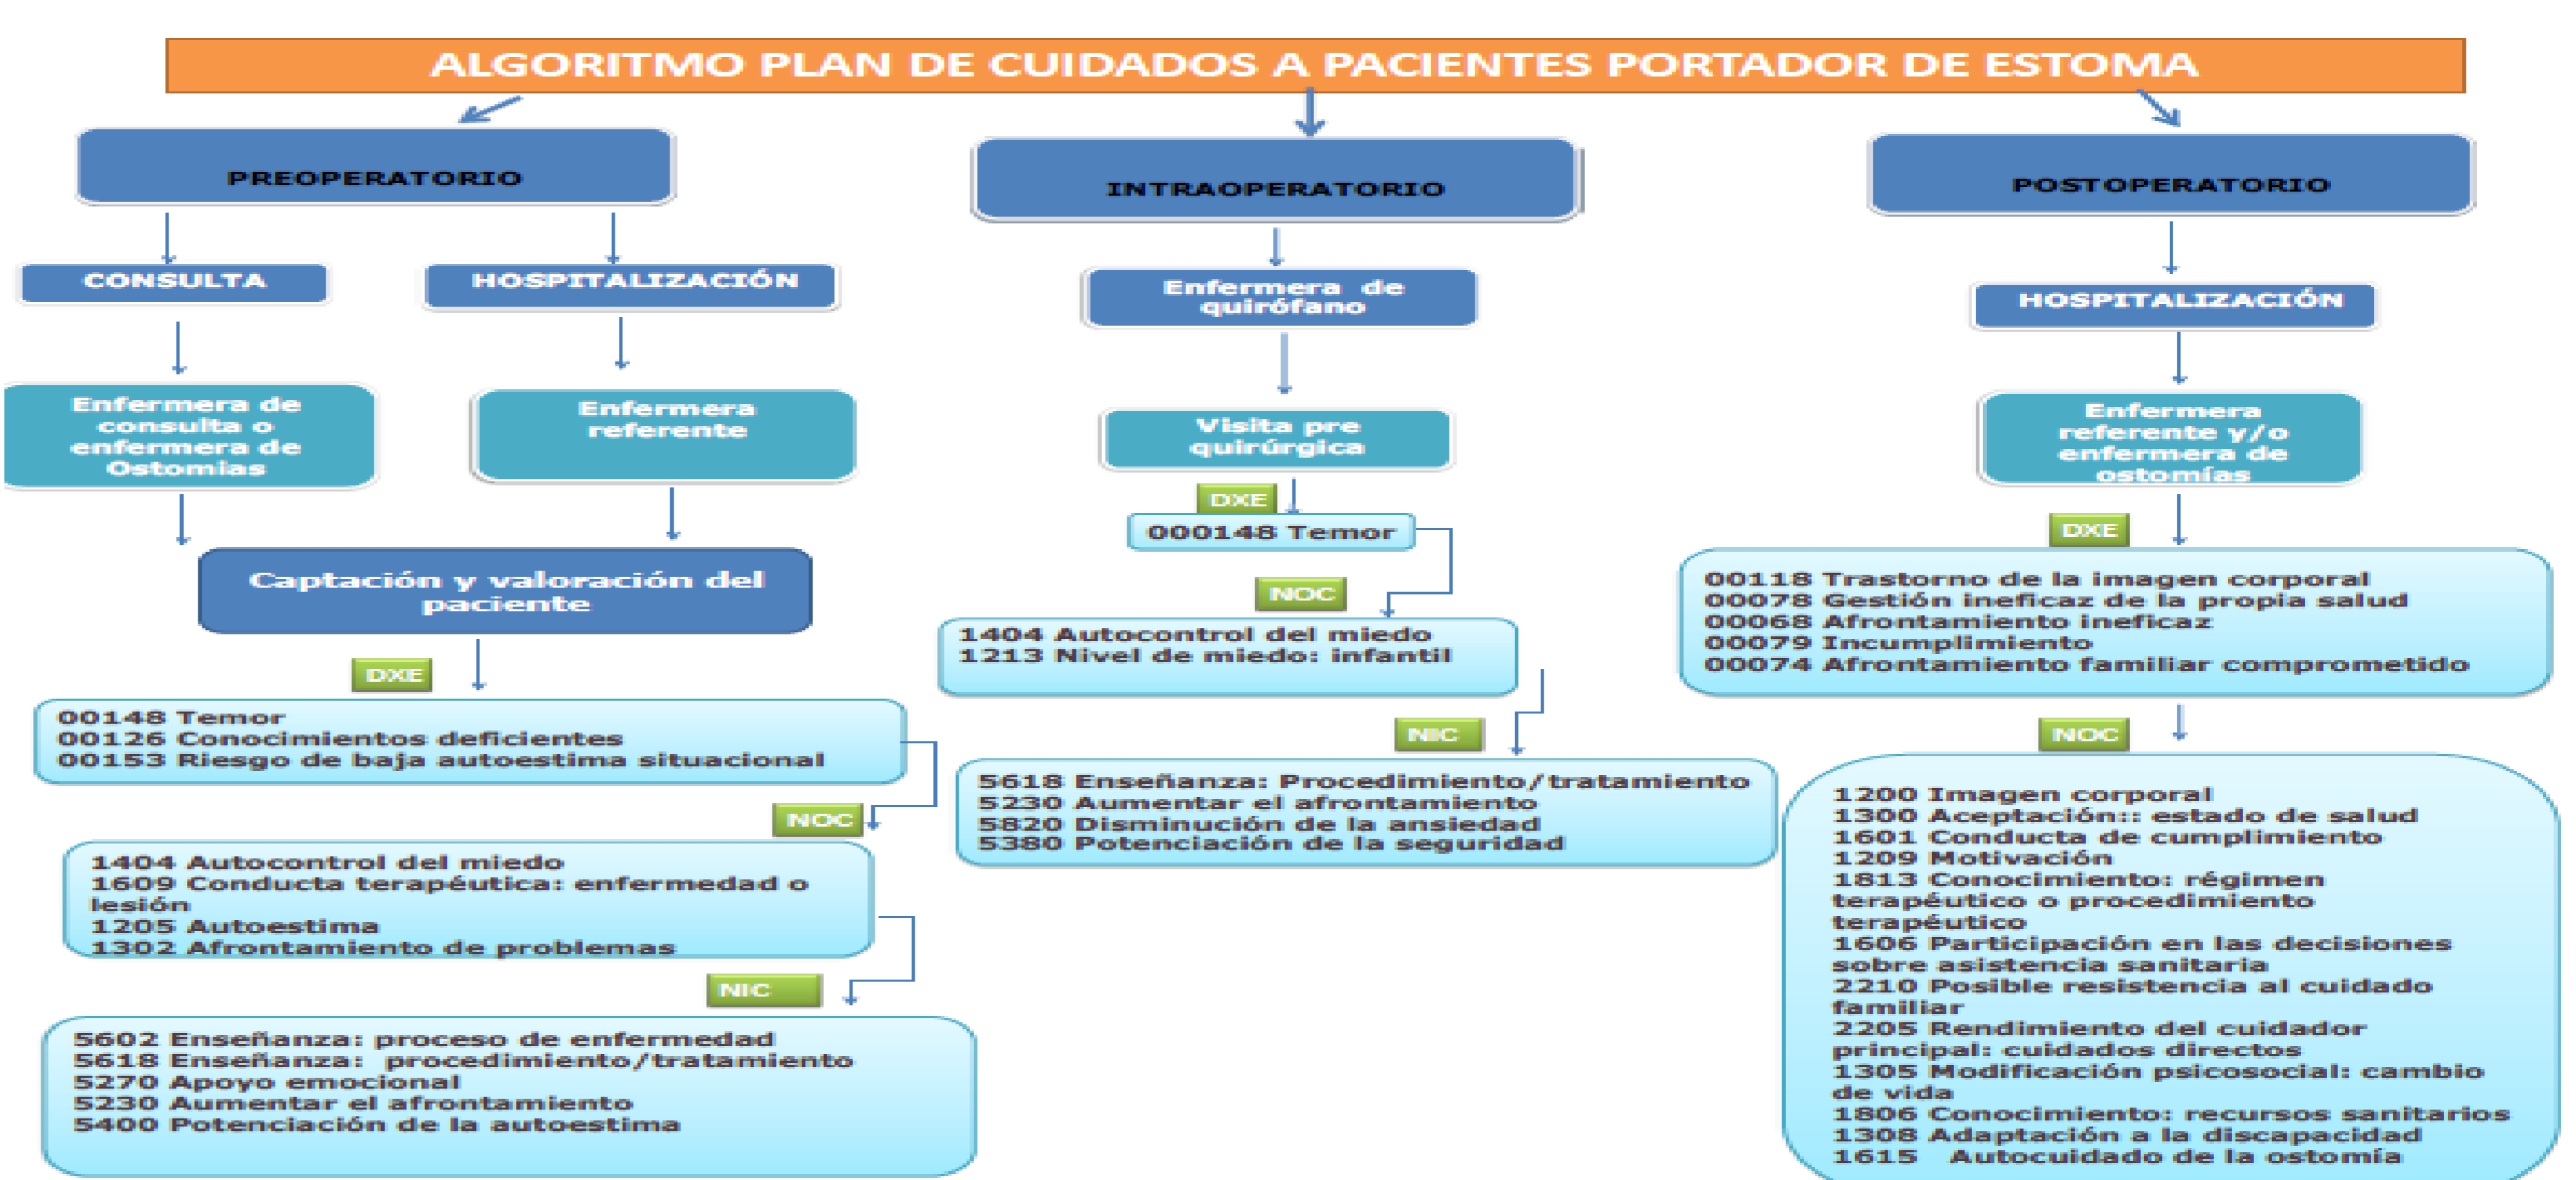 ALGORITMO PLAN DE CUIDADOS A PACIENTES PORTADOR DE ESTOMA
PREOPERATORIO
CONSULTA
HOSPITALIZACIÓN
Enfermera de
consulta o
enfermera de
Ostomias
Enfermera
referente
Captación y valoración del
paciente
DXE
00148 Temor
00126 Conocimientos deficientes
00153 Riesgo de baja autoestima situacional
NOC
1404 Autocontrol del miedo
1609 Conducta terapéutica: enfermedad o
lesión
1205 Autoestima
1302 Afrontamiento de problemas
NIC
5602 Enseñanza: proceso de enfermedad
5618 Enseñanza: procedimiento/tratamiento
5270 Apoyo emocional
5230 Aumentar el afrontamiento
5400 Potenciación de la autoestima
INTRAOPERATORIO
Enfermera de
quirófano
Visita pre
quirúrgica
DXE
000148 Temor
NOC
1404 Autocontrol del miedo
1213 Nivel de miedo: infantil
NIC
5618 Enseñanza: Procedimiento/tratamiento
5230 Aumentar el afrontamiento
5820 Disminución de la ansiedad
5380 Potenciación de la seguridad
POSTOPERATORIO
HOSPITALIZACIÓN
Enfermera
referente y/o
enfermera de
ostomías
DXE
00118 Trastorno de la imagen corporal
00078 Gestión ineficaz de la propia salud
00068 Afrontamiento ineficaz
00079 Incumplimiento
00074 Afrontamiento familiar comprometido
NOC
1200 Imagen corporal
1300 Aceptación:: estado de salud
1601 Conducta de cumplimiento
1209 Motivación
1813 Conocimiento: régimen
terapéutico o procedimiento
terapéutico
1606 Participación en las decisiones
sobre asistencia sanitaria
2210 Posible resistencia al cuidado
familiar
2205 Rendimiento del cuidador
principal: cuidados directos
1305 Modificación psicosocial: cambio
de vida
1806 Conocimiento: recursos sanitarios
1308 Adaptación a la discapacidad
1615 Autocuidado de la ostomía